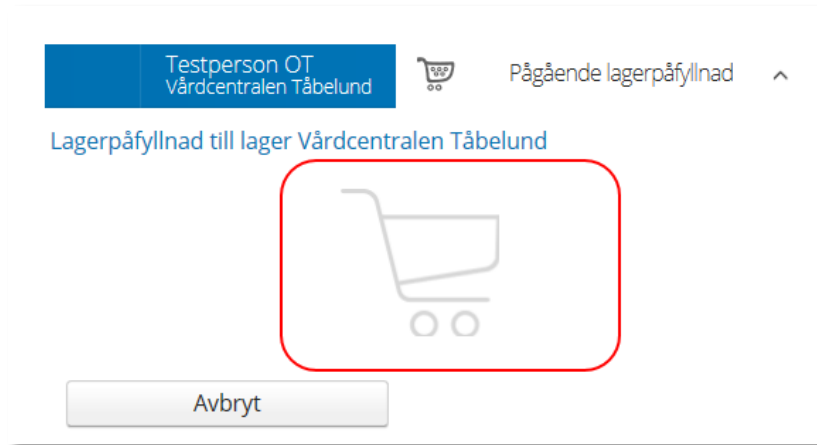 Testperson OT
Vårdcentralen Tåbelund
Pågående lagerpåfyllnad
Lagerpåfyllnad till lager Vårdcentralen Tåbelund
Avbryt